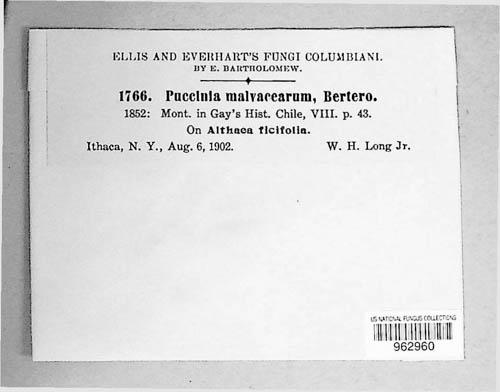 ELLIS AND EVERHART'S FUNGI COLUMBIANI.
BY E. BARTHOLOMEW.
1766. Puccinia malvacearum, Bertero.
1852: Mont. in Gay's Hist. Chile, VIII. p. 43.
On Althaea ficifolia.
Ithaca, N. Y., Aug. 6, 1902. W. H. Long Jr.
US NATIONAL FUNGUS COLLECTIONS
962960